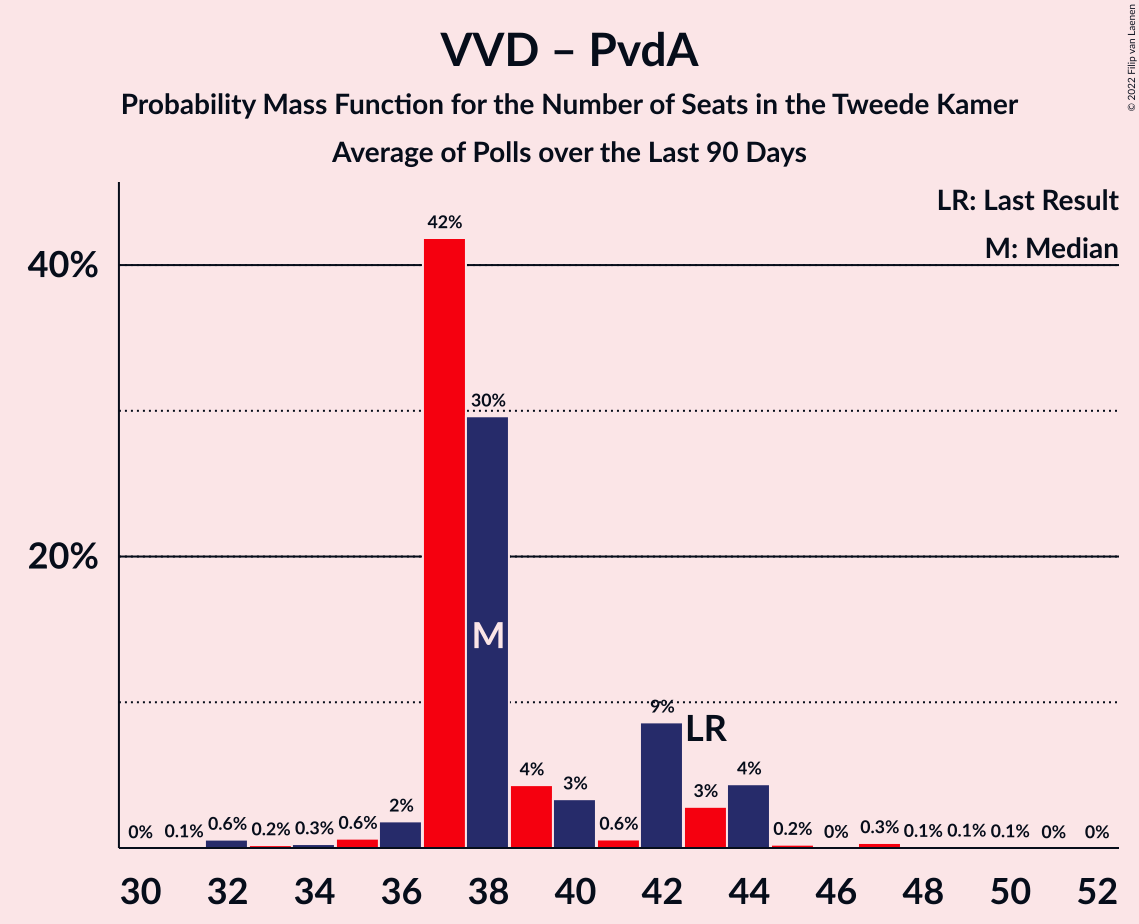 VVD – PvdA
Probability Mass Function for the Number of Seats in the Tweede Kamer
Average of Polls over the Last 90 Days
© 2022 Filip van Laenen
LR: Last Result
M: Median
40%
20%
0%
0.1%
0.6%
0.2%
0.3%
0.6%
2%
42%
30%
4%
3%
0.6%
9%
3%
4%
0.2%
0%
0.3%
0.1%
0.1%
0.1%
0%
0%
M
LR
30 32 34 36 38 40 42 44 46 48 50 52